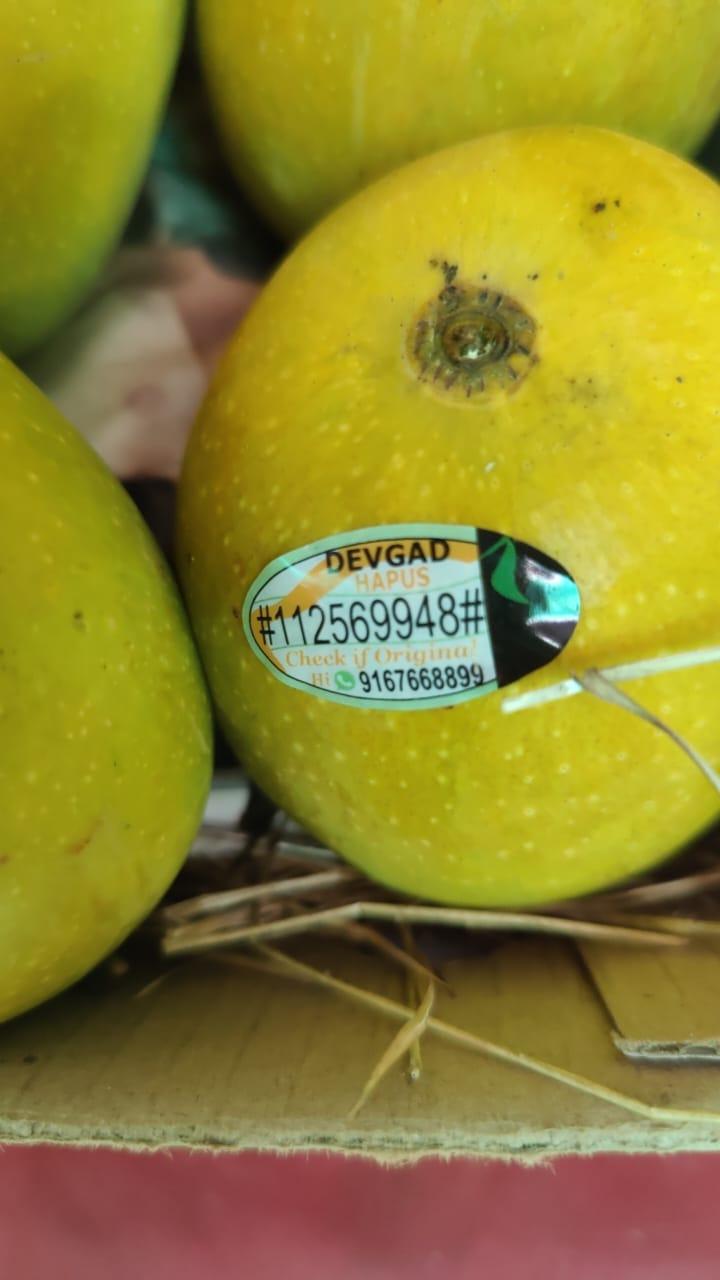 DEVGAD
HAPUS
#112569948#
Check if Original
Hi 9167668899